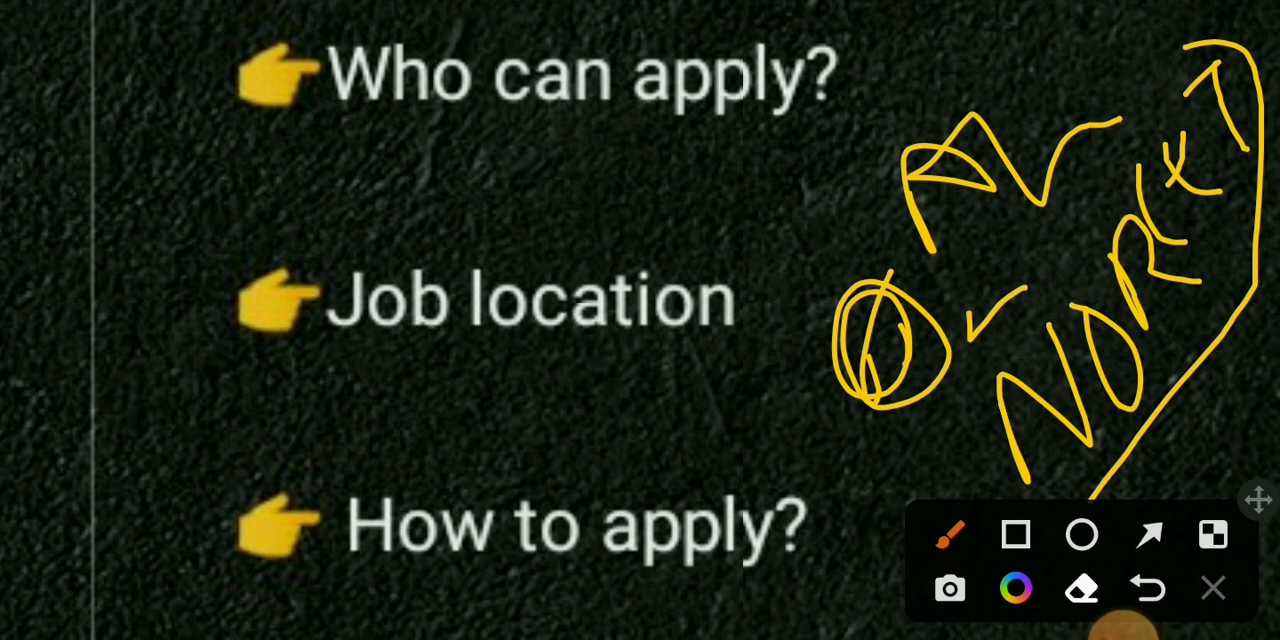 👉Who can apply?
👉Job location
👉 How to apply?